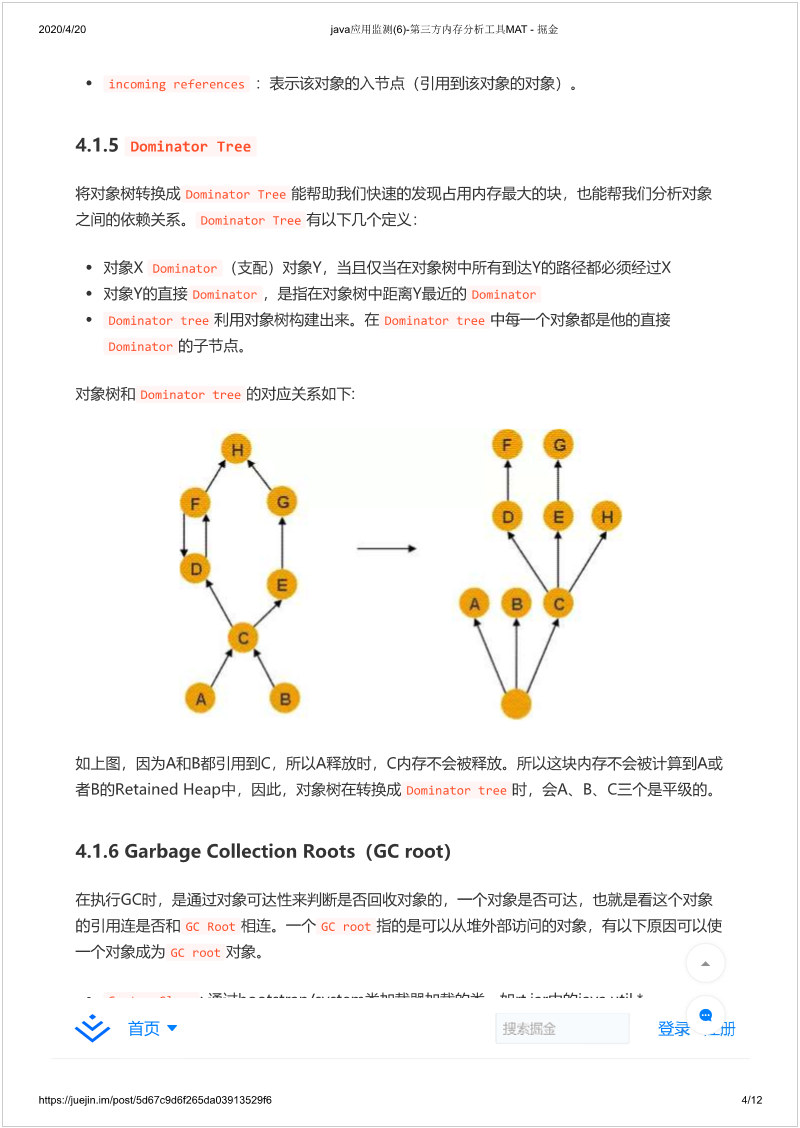 2020/4/20
java应用监测(6)-第三方内存分析工具MAT - 掘金
incoming references ：表示该对象的入节点（引用到该对象的对象）。
4.1.5 Dominator Tree
将对象树转换成 Dominator Tree 能帮助我们快速的发现占用内存最大的块，也能帮我们分析对象
之间的依赖关系。 Dominator Tree 有以下几个定义：
对象X Dominator （支配）对象Y，当且仅当在对象树中所有到达Y的路径都必须经过X
对象Y的直接 Dominator ，是指在对象树中距离Y最近的 Dominator
Dominator tree 利用对象树构建出来。在 Dominator tree 中每一个对象都是他的直接
Dominator 的子节点。
对象树和 Dominator tree 的对应关系如下：
H
F
G
D
E
C
A
B
F
G
D
E
H
A
B
C
如上图，因为A和B都引用到C，所以A释放时，C内存不会被释放。所以这块内存不会被计算到A或
者B的Retained Heap中，因此，对象树在转换成 Dominator tree 时，会A、B、C三个是平级的。
4.1.6 Garbage Collection Roots（GC root）
在执行GC时，是通过对象可达性来判断是否回收对象的，一个对象是否可达，也就是看这个对象
的引用连是否和 GC Root 相连。一个 GC root 指的是可以从堆外部访问的对象，有以下原因可以使
一个对象成为 GC root 对象。
: 通过bootstrap/system类加载器加载的类，如rt.jar中的java.util.*
首页
搜索掘金
登录
册
https://juejin.im/post/5d67c9d6f265da03913529f6
4/12